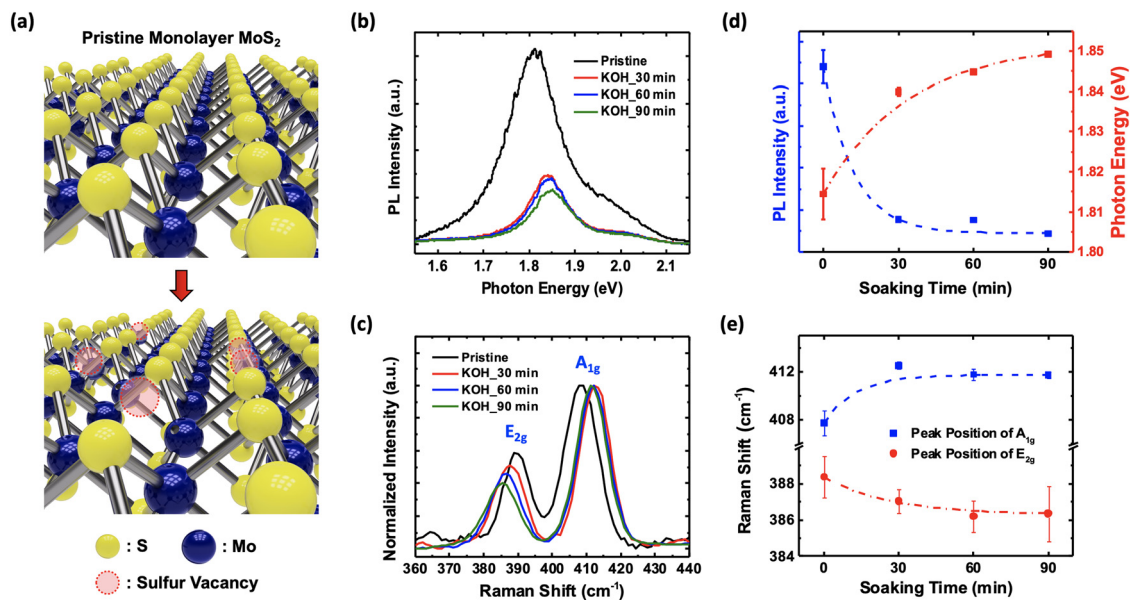 (a)
Pristine Monolayer MoS₂
: S
: Mo
: Sulfur Vacancy
(b)
PL Intensity (a.u.)
Pristine
KOH_30 min
KOH_60 min
KOH_90 min
1.6 1.7 1.8 1.9 2.0 2.1
Photon Energy (eV)
(c)
Normalized Intensity (a.u.)
Pristine
KOH_30 min
KOH_60 min
KOH_90 min
E₂g
A₁g
360 370 380 390 400 410 420 430 440
Raman Shift (cm⁻¹)
(d)
PL Intensity (a.u.)
1.85
1.84
1.83
1.82
1.81
1.80
Photon Energy (eV)
0 30 60 90
Soaking Time (min)
(e)
Raman Shift (cm⁻¹)
412
408
388
386
384
Peak Position of A₁g
Peak Position of E₂g
0 30 60 90
Soaking Time (min)